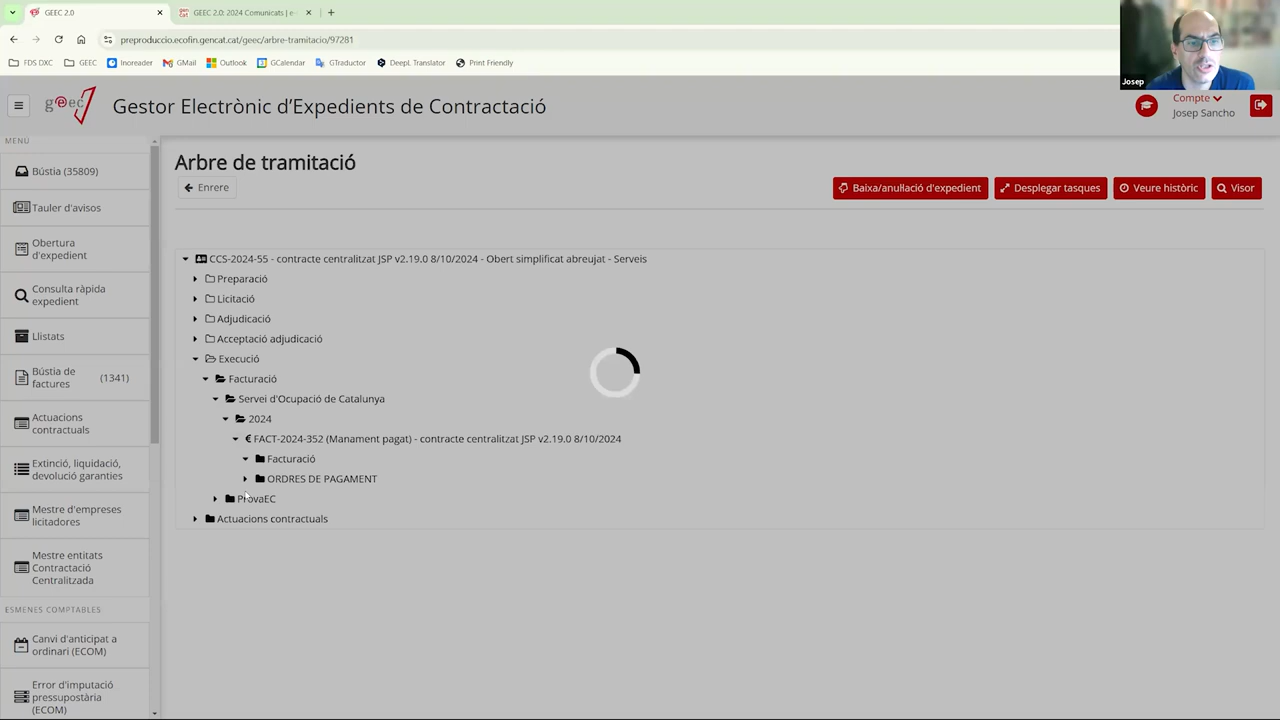 GEEC 2.0
GEEC 2.0: 2024 Comunicats | e-
preproduccio.ecofin.gencat.cat/geec/arbre-tramitacio/97281
FDS DXC
GEEC
Inoreader
GMail
Outlook
GCalendar
GTraductor
DeepL Translator
Print Friendly
Josep
geec
Gestor Electrònic d'Expedients de Contractació
Compte
Josep Sancho
MENÚ
Bústia (35809)
Tauler d'avisos
Obertura
d'expedient
Consulta ràpida
expedient
Llistats
Bústia de
factures
(1341)
Actuacions
contractuals
Extinció, liquidació,
devolució garanties
Mestre d'empreses
licitadores
Mestre entitats
Contractació
Centralitzada
ESMENES COMPTABLES
Canvi d'anticipat a
ordinari (ECOM)
Error d'imputació
pressupostària
(ECOM)
Arbre de tramitació
Enrere
Baixa/anul·lació d'expedient
Desplegar tasques
Veure històric
Visor
CCS-2024-55 - contracte centralitzat JSP v2.19.0 8/10/2024 - Obert simplificat abreujat - Serveis
Preparació
Licitació
Adjudicació
Acceptació adjudicació
Execució
Facturació
Servei d'Ocupació de Catalunya
2024
FACT-2024-352 (Manament pagat) - contracte centralitzat JSP v2.19.0 8/10/2024
Facturació
ORDRES DE PAGAMENT
ProvaEC
Actuacions contractuals